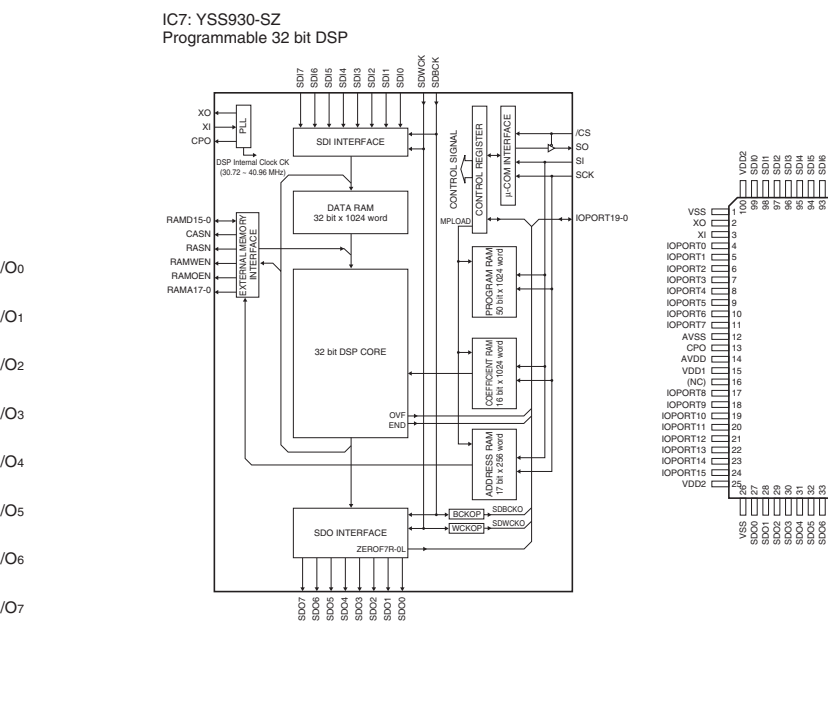 IC7: YSS930-SZ
Programmable 32 bit DSP
SDI7
SDI6
SDI5
SDI4
SDI3
SDI2
SDI1
SDI0
SDWCK
SDBCK
XO
XI
CPO
PLL
DSP Internal Clock CK
(30.72 ~ 40.96 MHz)
SDI INTERFACE
CONTROL SIGNAL
CONTROL REGISTER
µ-COM INTERFACE
/CS
SO
SI
SCK
DATA RAM
32 bit x 1024 word
MPLOAD
IOPORT19-0
RAMD15-0
CASN
RASN
RAMWEN
RAMOEN
RAMA17-0
EXTERNAL MEMORY
INTERFACE
PROGRAM RAM
50 bit x 1024 word
32 bit DSP CORE
COEFFICIENT RAM
16 bit x 1024 word
OVF
END
ADDRESS RAM
17 bit x 256 word
SDO INTERFACE
ZEROF7R-0L
BCKOP
SDBCKO
WCKOP
SDWCKO
SDO7
SDO6
SDO5
SDO4
SDO3
SDO2
SDO1
SDO0
/O0
/O1
/O2
/O3
/O4
/O5
/O6
/O7
VDD2
SDI0
SDI1
SDI2
SDI3
SDI4
SDI5
SDI6
100
99
98
97
96
95
94
93
VSS 1
XO 2
XI 3
IOPORT0 4
IOPORT1 5
IOPORT2 6
IOPORT3 7
IOPORT4 8
IOPORT5 9
IOPORT6 10
IOPORT7 11
AVSS 12
CPO 13
AVDD 14
VDD1 15
(NC) 16
IOPORT8 17
IOPORT9 18
IOPORT10 19
IOPORT11 20
IOPORT12 21
IOPORT13 22
IOPORT14 23
IOPORT15 24
VDD2 25
26
27
28
29
30
31
32
33
VSS
SDO0
SDO1
SDO2
SDO3
SDO4
SDO5
SDO6